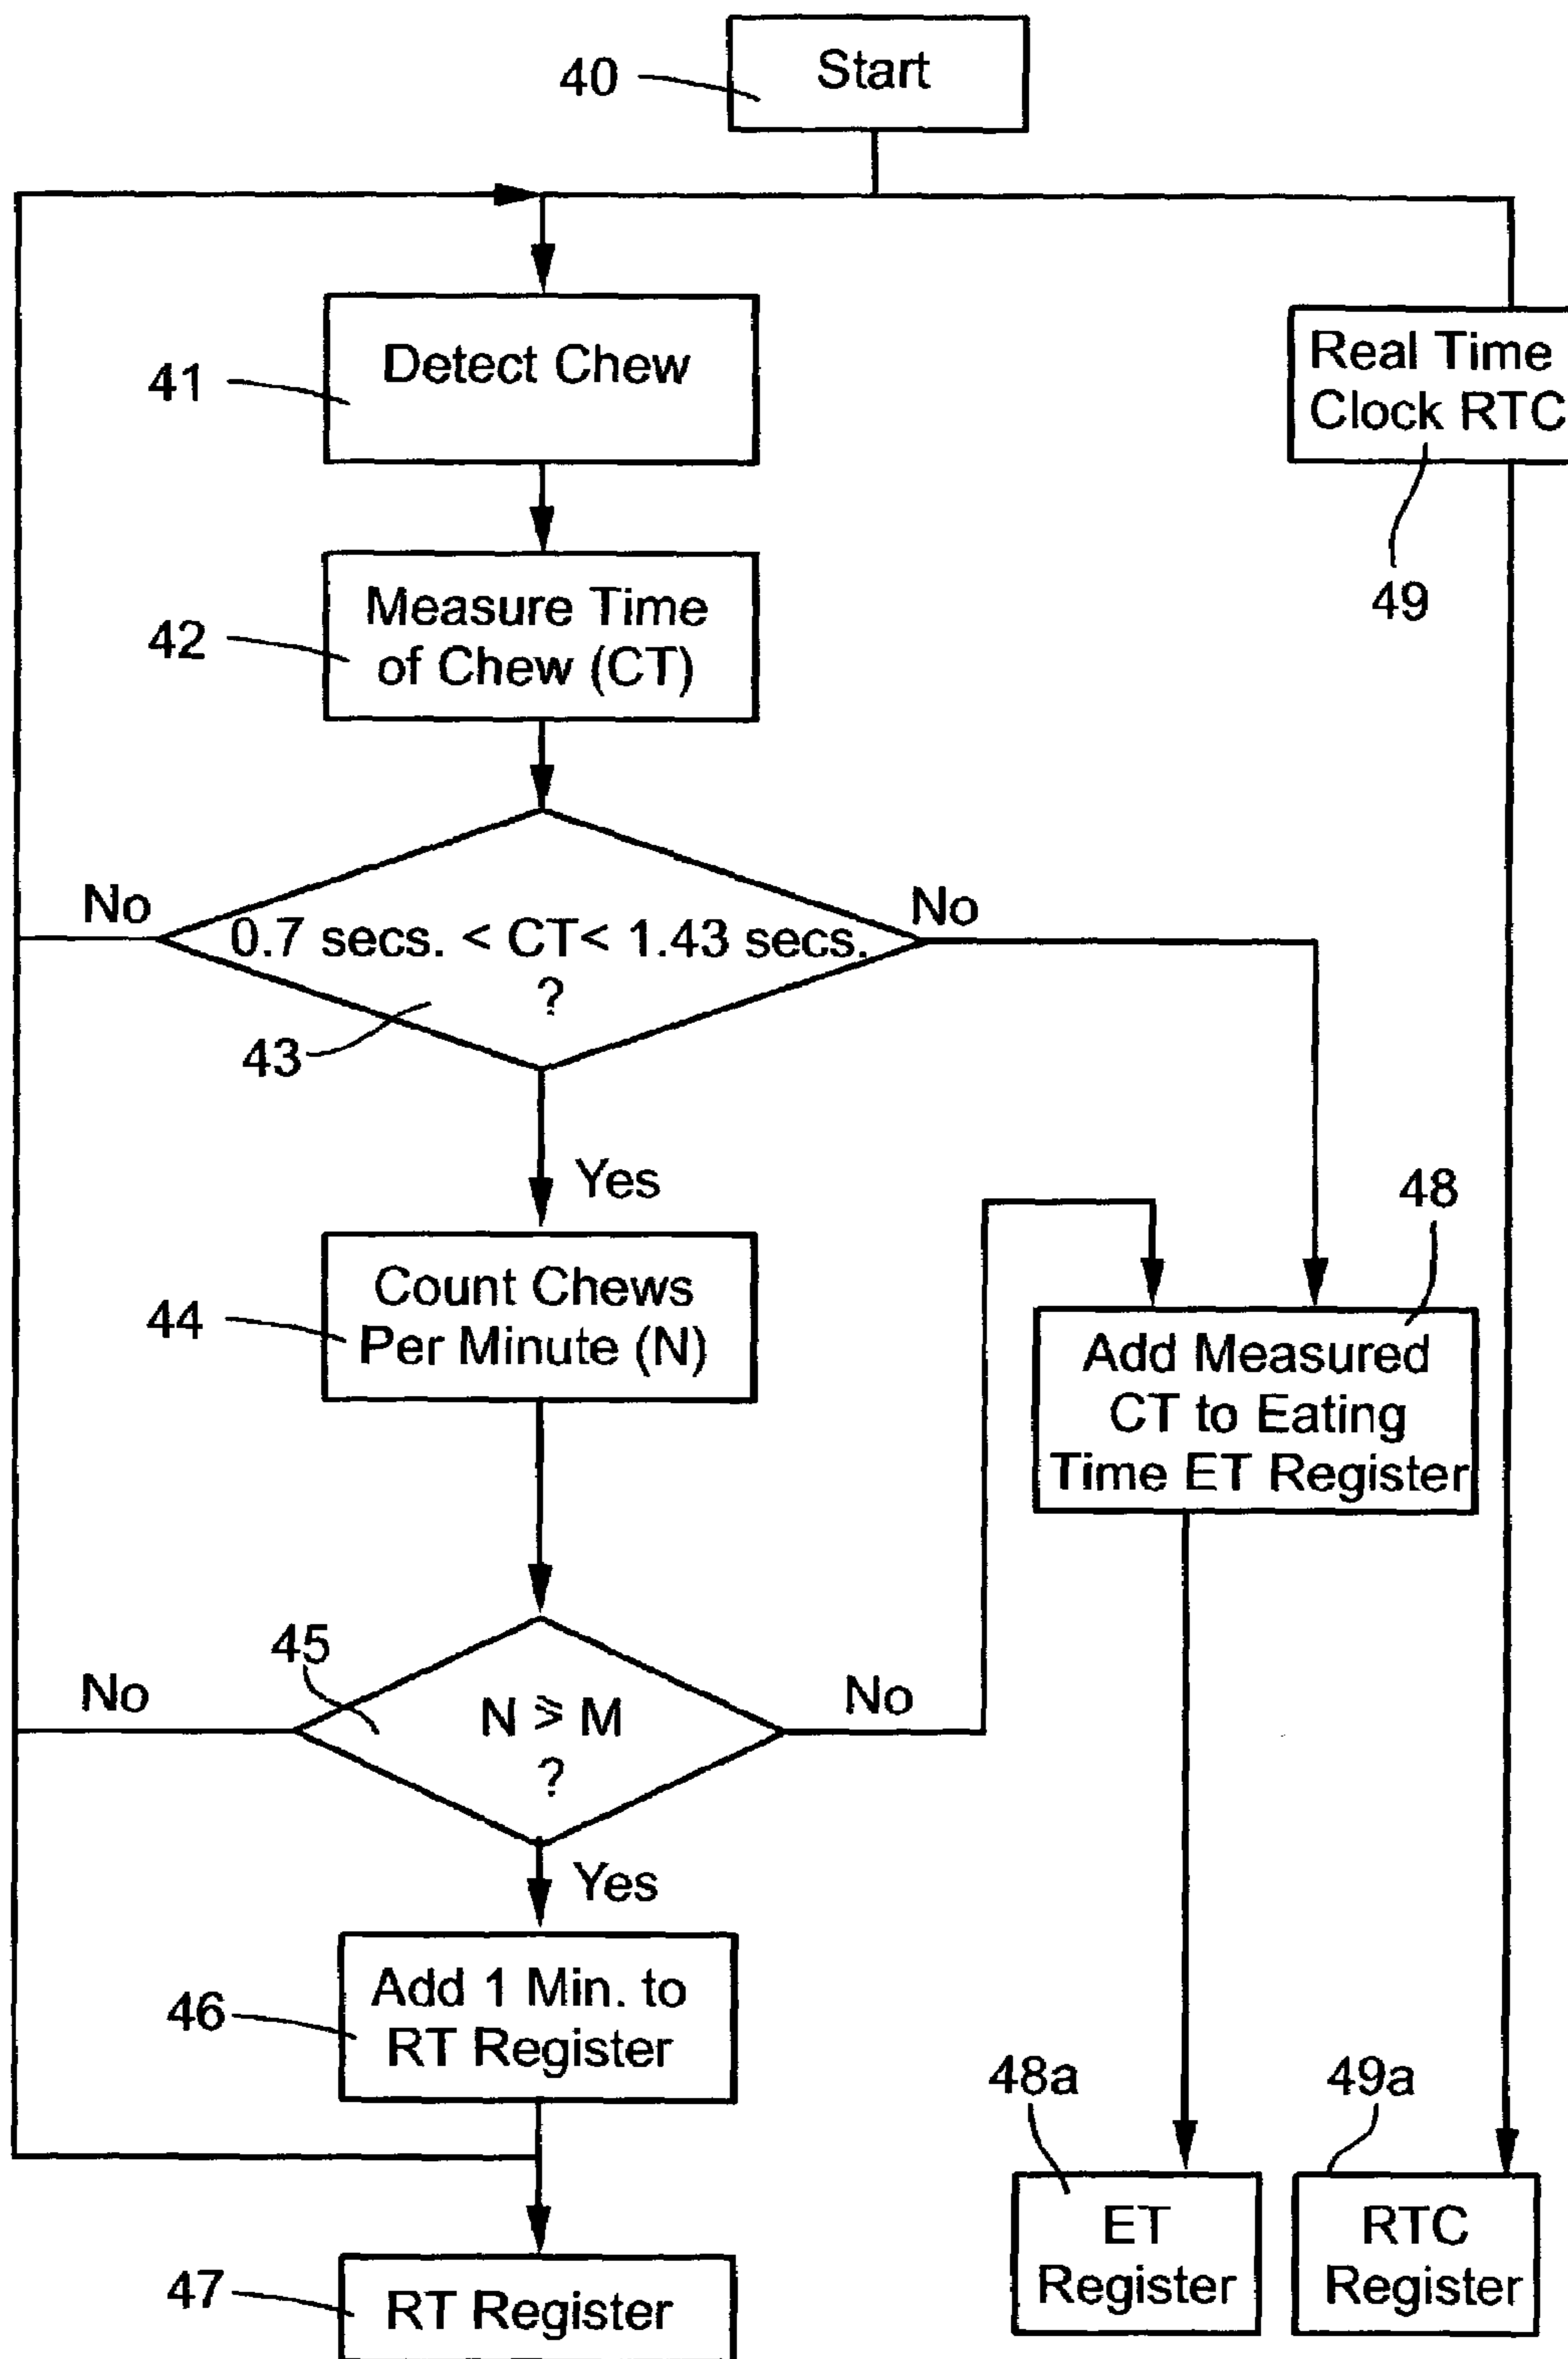 Start
40
Detect Chew
41
Real Time
Clock RTC
49
Measure Time
of Chew (CT)
42
No
No
0.7 secs. < CT< 1.43 secs.
?
43
Yes
48
Count Chews
Per Minute (N)
44
Add Measured
CT to Eating
Time ET Register
45
No
No
N ⩾ M
?
Yes
Add 1 Min. to
RT Register
46
48a
49a
ET
Register
RTC
Register
47
RT Register